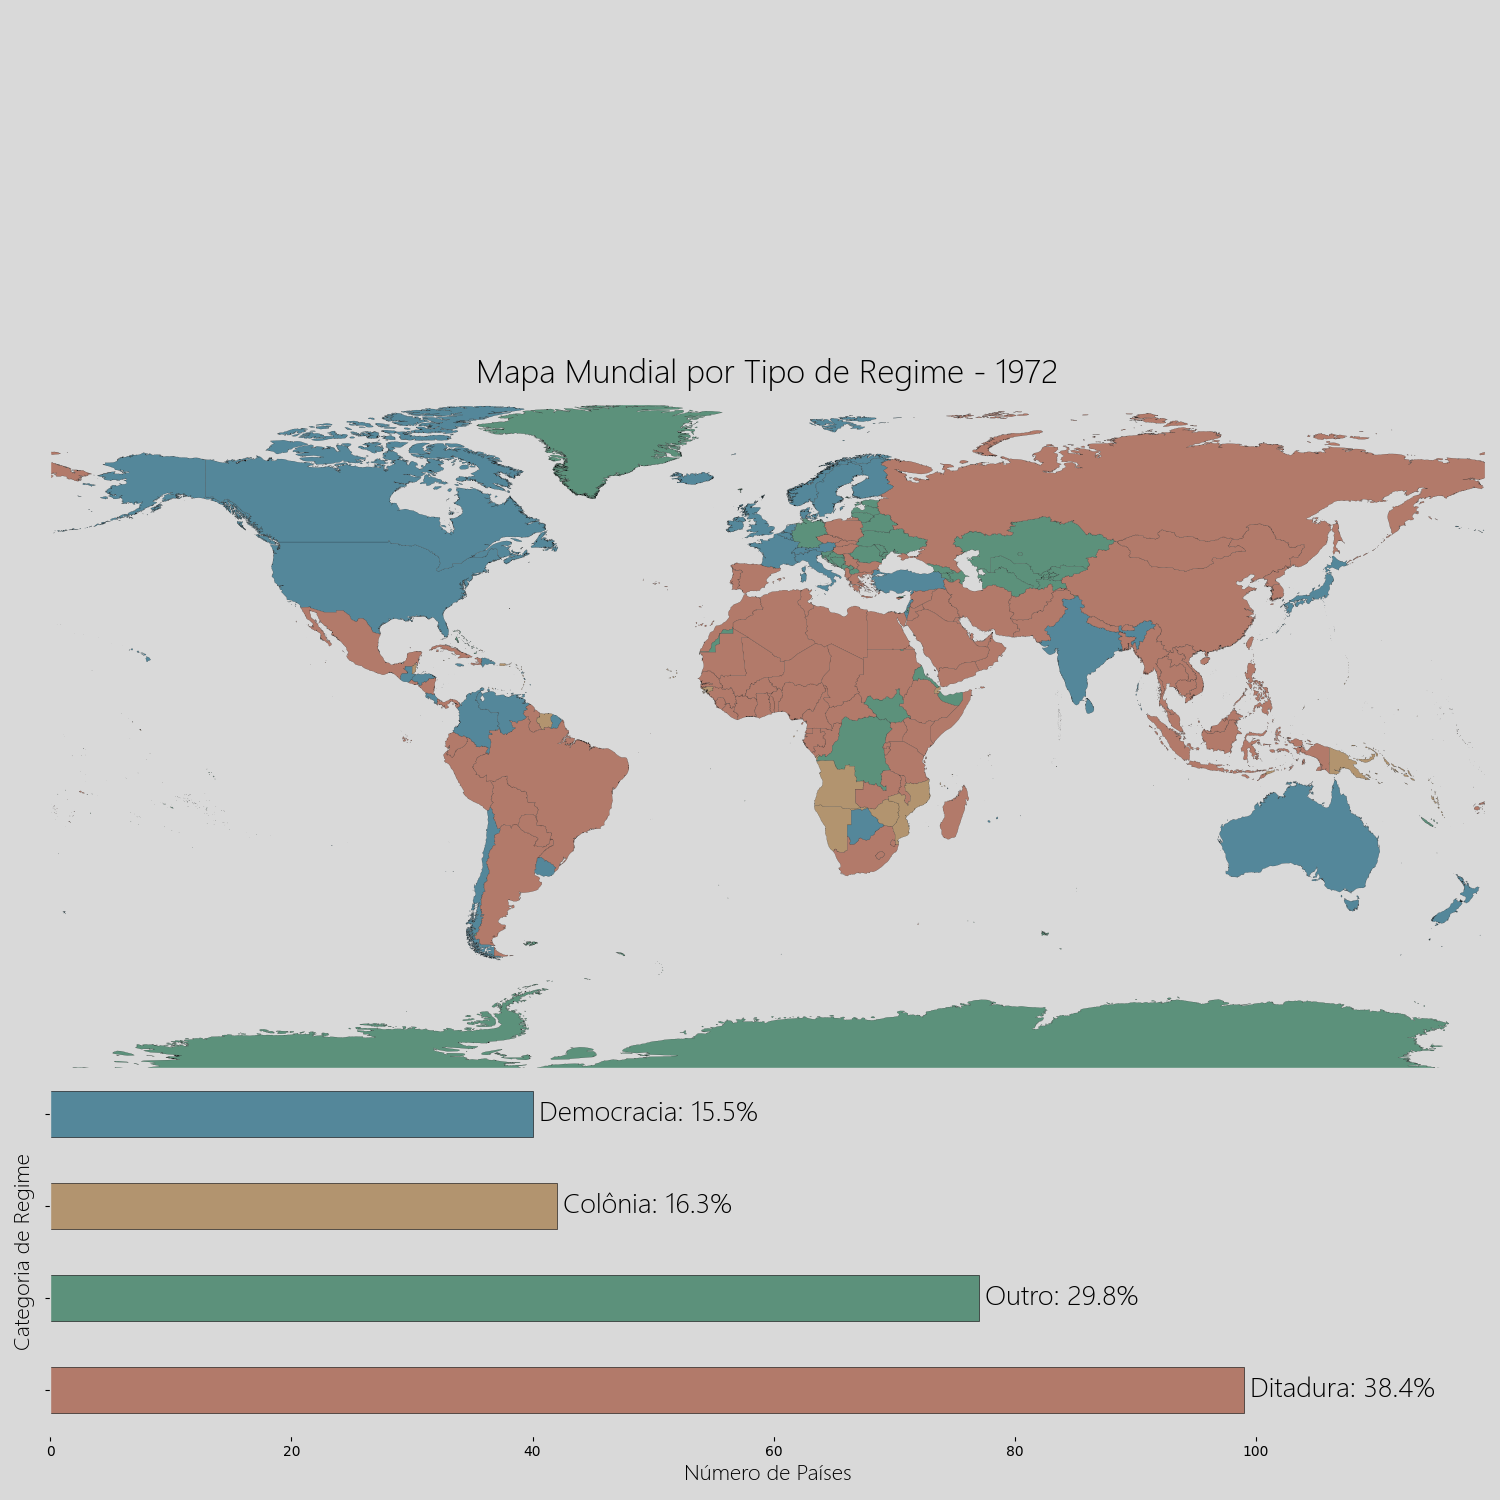 Mapa Mundial por Tipo de Regime - 1972
Democracia: 15.5%
Colônia: 16.3%
Outro: 29.8%
Ditadura: 38.4%
Categoria de Regime
0 20 40 60 80 100
Número de Países